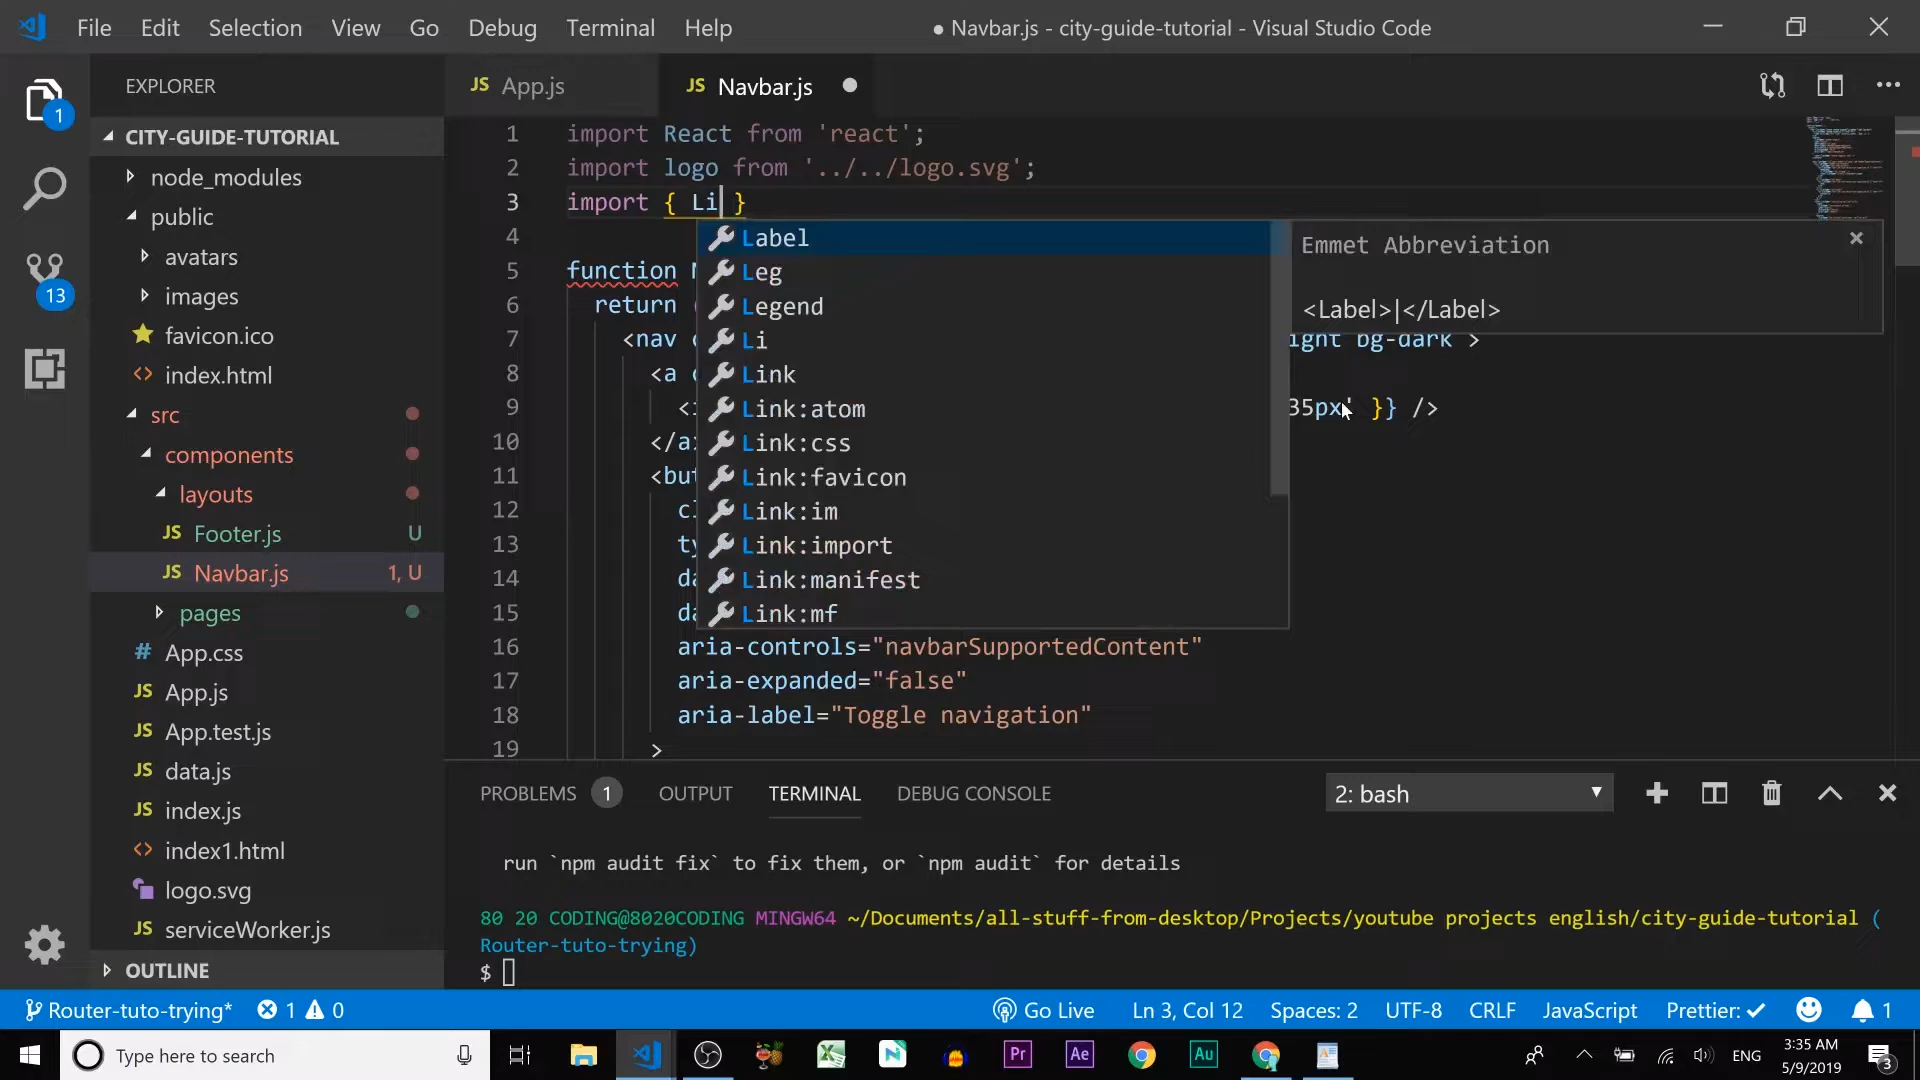 File Edit Selection View Go Debug Terminal Help
● Navbar.js - city-guide-tutorial - Visual Studio Code
EXPLORER
JS App.js
JS Navbar.js
1
CITY-GUIDE-TUTORIAL
node_modules
public
avatars
images
favicon.ico
<> index.html
src
components
layouts
JS Footer.js U
JS Navbar.js 1, U
pages
# App.css
JS App.js
JS App.test.js
JS data.js
JS index.js
<> index1.html
logo.svg
JS serviceWorker.js
OUTLINE
13
1 import React from 'react';
2 import logo from '../../logo.svg';
3 import { Li }
4
5 function
6 return
7 <nav ight bg-dark >
8 <a
9 35px' }} />
10
11
12
13
14
15
16 aria-controls="navbarSupportedContent"
17 aria-expanded="false"
18 aria-label="Toggle navigation"
19 >
Label
Leg
Legend
Li
Link
Link:atom
Link:css
Link:favicon
Link:im
Link:import
Link:manifest
Link:mf
Emmet Abbreviation
<Label>|</Label>
PROBLEMS 1 OUTPUT TERMINAL DEBUG CONSOLE
2: bash
run `npm audit fix` to fix them, or `npm audit` for details
80 20 CODING@8020CODING MINGW64 ~/Documents/all-stuff-from-desktop/Projects/youtube projects english/city-guide-tutorial (
Router-tuto-trying)
$
Router-tuto-trying* 1 0
Go Live Ln 3, Col 12 Spaces: 2 UTF-8 CRLF JavaScript Prettier: ✓ 1
Type here to search
Pr Ae Au
ENG
3:35 AM
5/9/2019
3